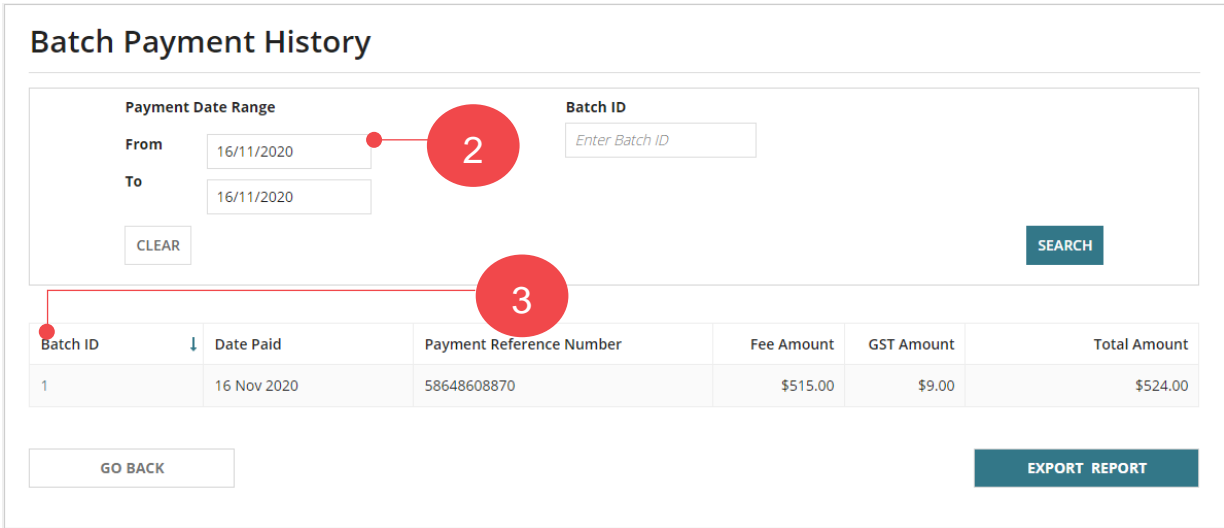 Batch Payment History
Payment Date Range
Batch ID
From
16/11/2020
Enter Batch ID
2
To
16/11/2020
CLEAR
SEARCH
3
Batch ID ↓ Date Paid Payment Reference Number Fee Amount GST Amount Total Amount
1 16 Nov 2020 58648608870 $515.00 $9.00 $524.00
GO BACK
EXPORT REPORT